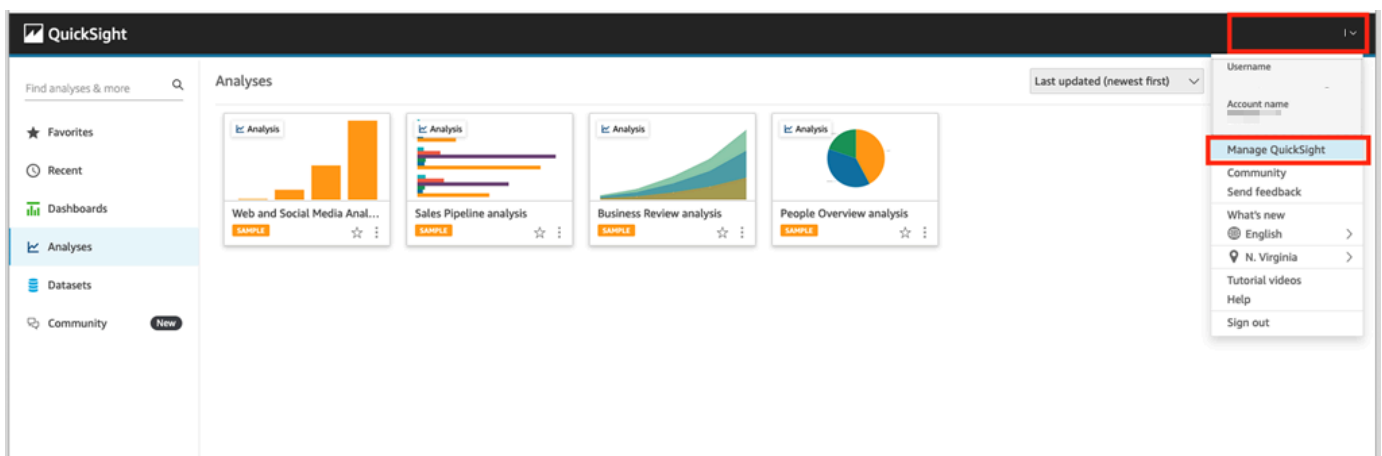 QuickSight
Find analyses & more
Favorites
Recent
Dashboards
Analyses
Datasets
Community New
Analyses
Last updated (newest first)
Analysis
Web and Social Media Anal...
SAMPLE
Analysis
Sales Pipeline analysis
SAMPLE
Analysis
Business Review analysis
SAMPLE
Analysis
People Overview analysis
SAMPLE
Username
Account name
Manage QuickSight
Community
Send feedback
What's new
English
N. Virginia
Tutorial videos
Help
Sign out